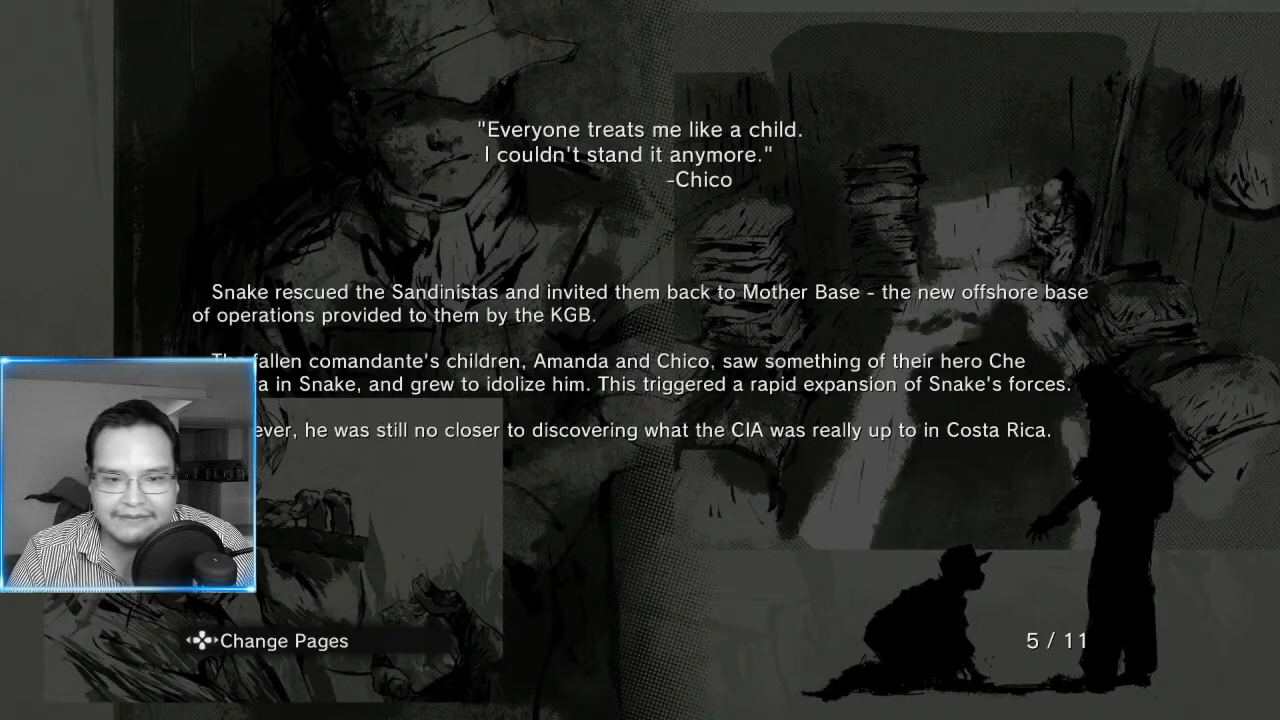 "Everyone treats me like a child.
I couldn't stand it anymore."
-Chico
Snake rescued the Sandinistas and invited them back to Mother Base - the new offshore base
of operations provided to them by the KGB.
fallen comandante's children, Amanda and Chico, saw something of their hero Che
in Snake, and grew to idolize him. This triggered a rapid expansion of Snake's forces.
he was still no closer to discovering what the CIA was really up to in Costa Rica.
Change Pages
5 / 11